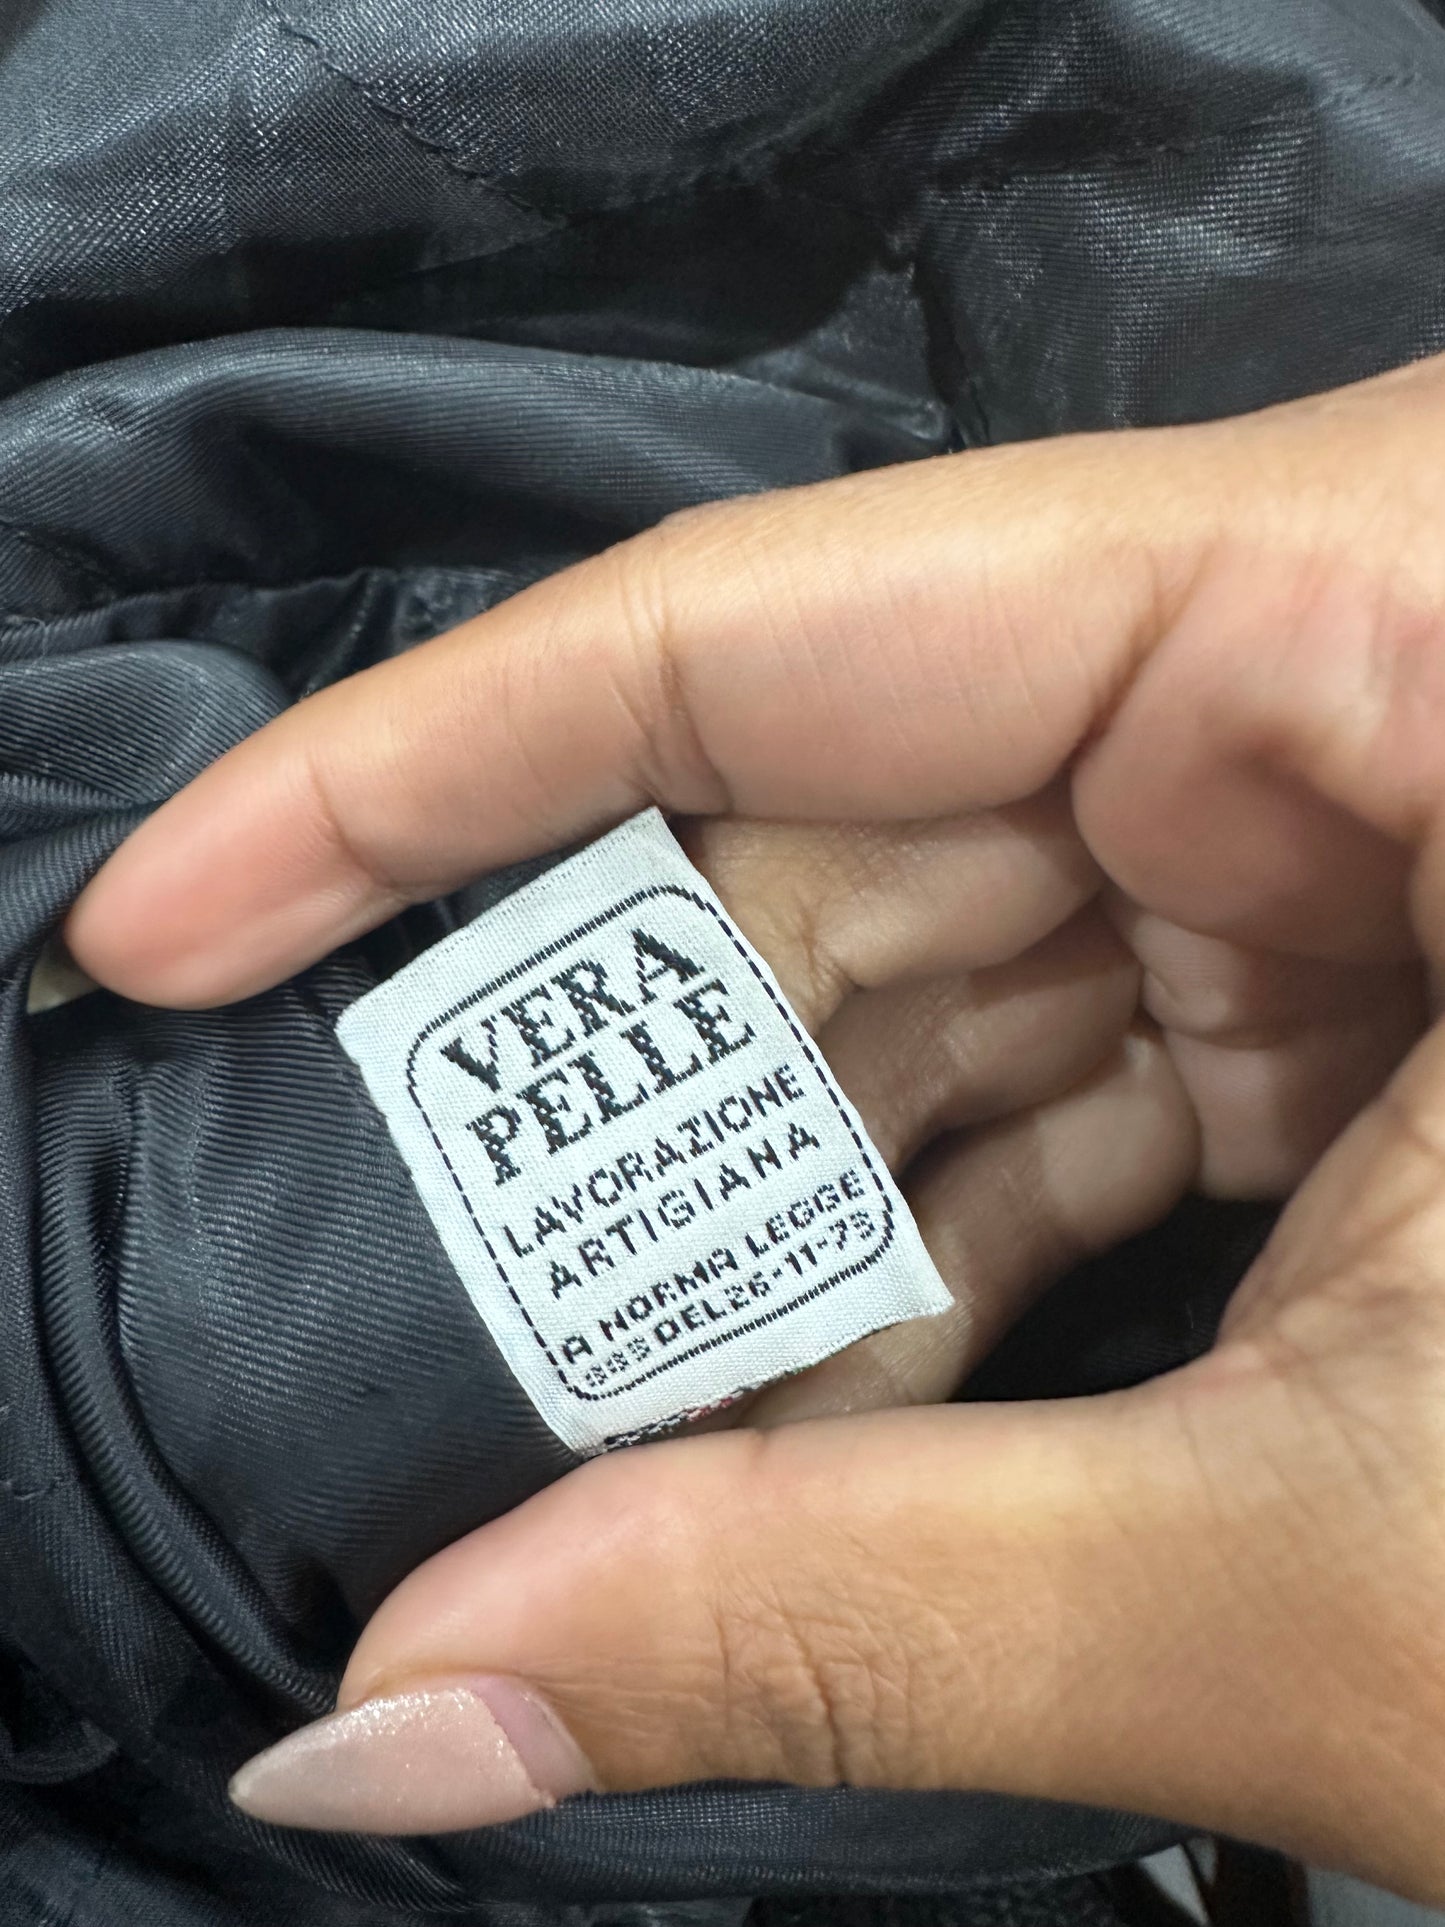 VERA
PELLE
LAVORAZIONE
ARTIGIANA
A NORMA LEGGE
DEL 26-11-73